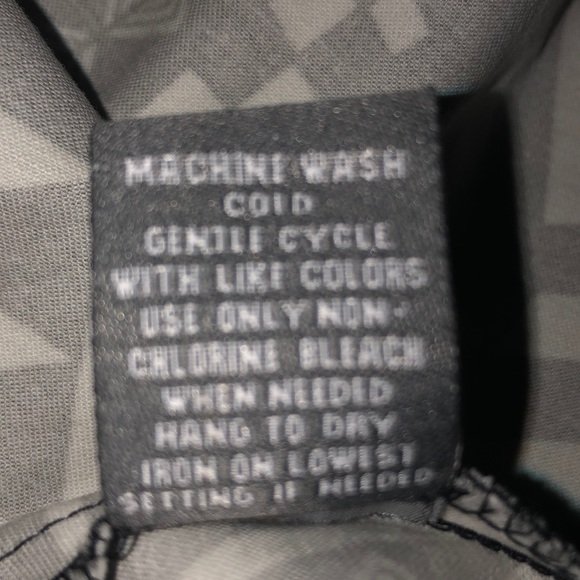 MACHINE WASH
COLD
GENTLE CYCLE
WITH LIKE COLORS
USE ONLY NON-
CHLORINE BLEACH
WHEN NEEDED
HANG TO DRY
IRON ON LOWEST
SETTING IF NEEDED